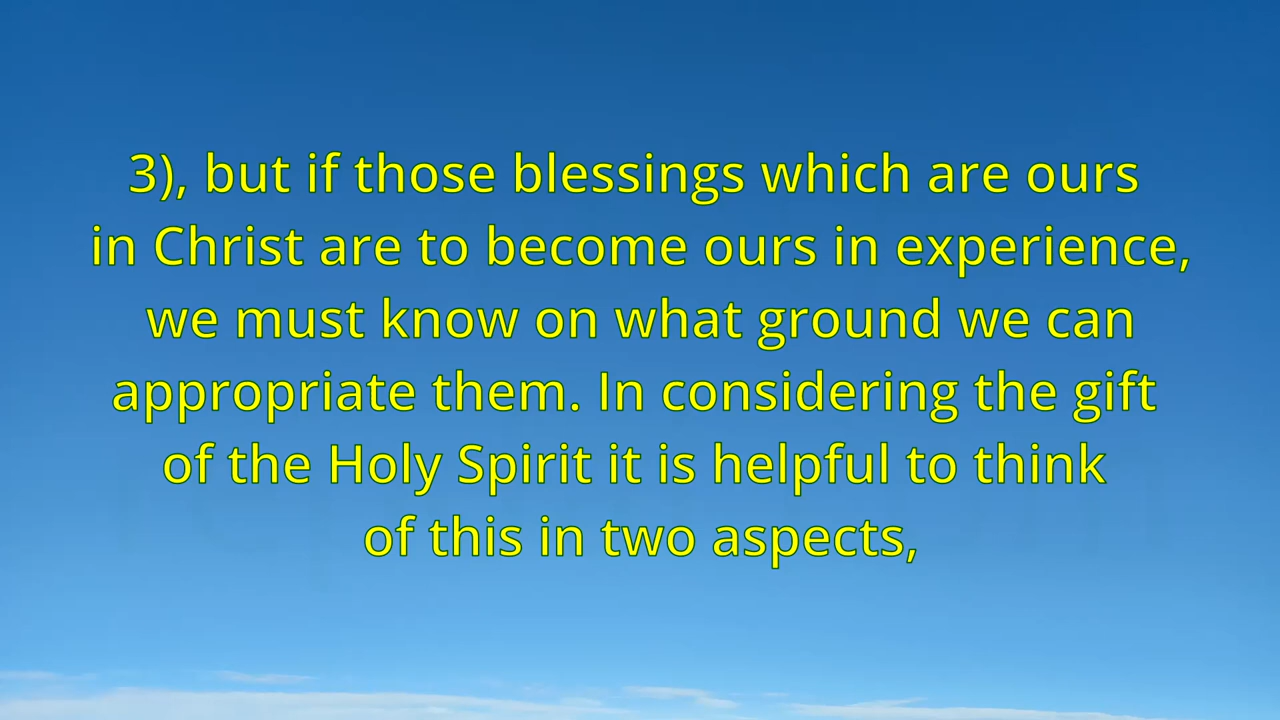 3), but if those blessings which are ours
in Christ are to become ours in experience,
we must know on what ground we can
appropriate them. In considering the gift
of the Holy Spirit it is helpful to think
of this in two aspects,